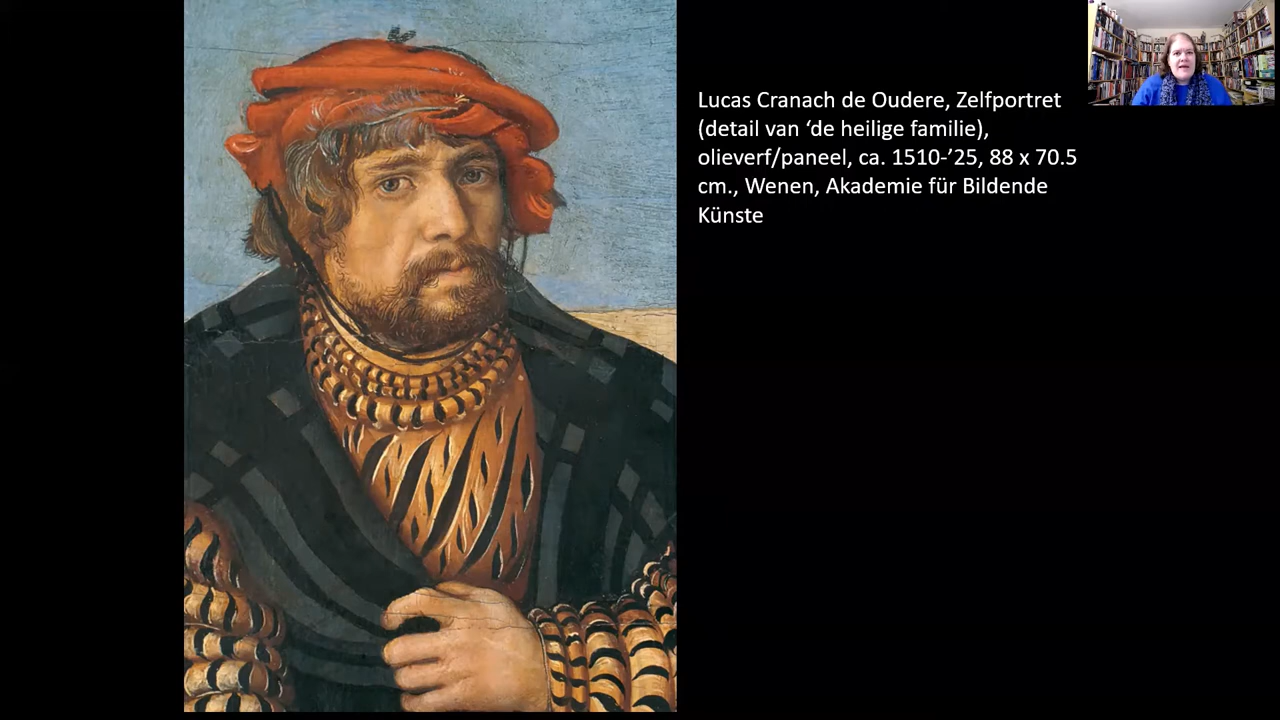 Lucas Cranach de Oudere, Zelfportret
(detail van ‘de heilige familie),
olieverf/paneel, ca. 1510-’25, 88 x 70.5
cm., Wenen, Akademie für Bildende
Künste